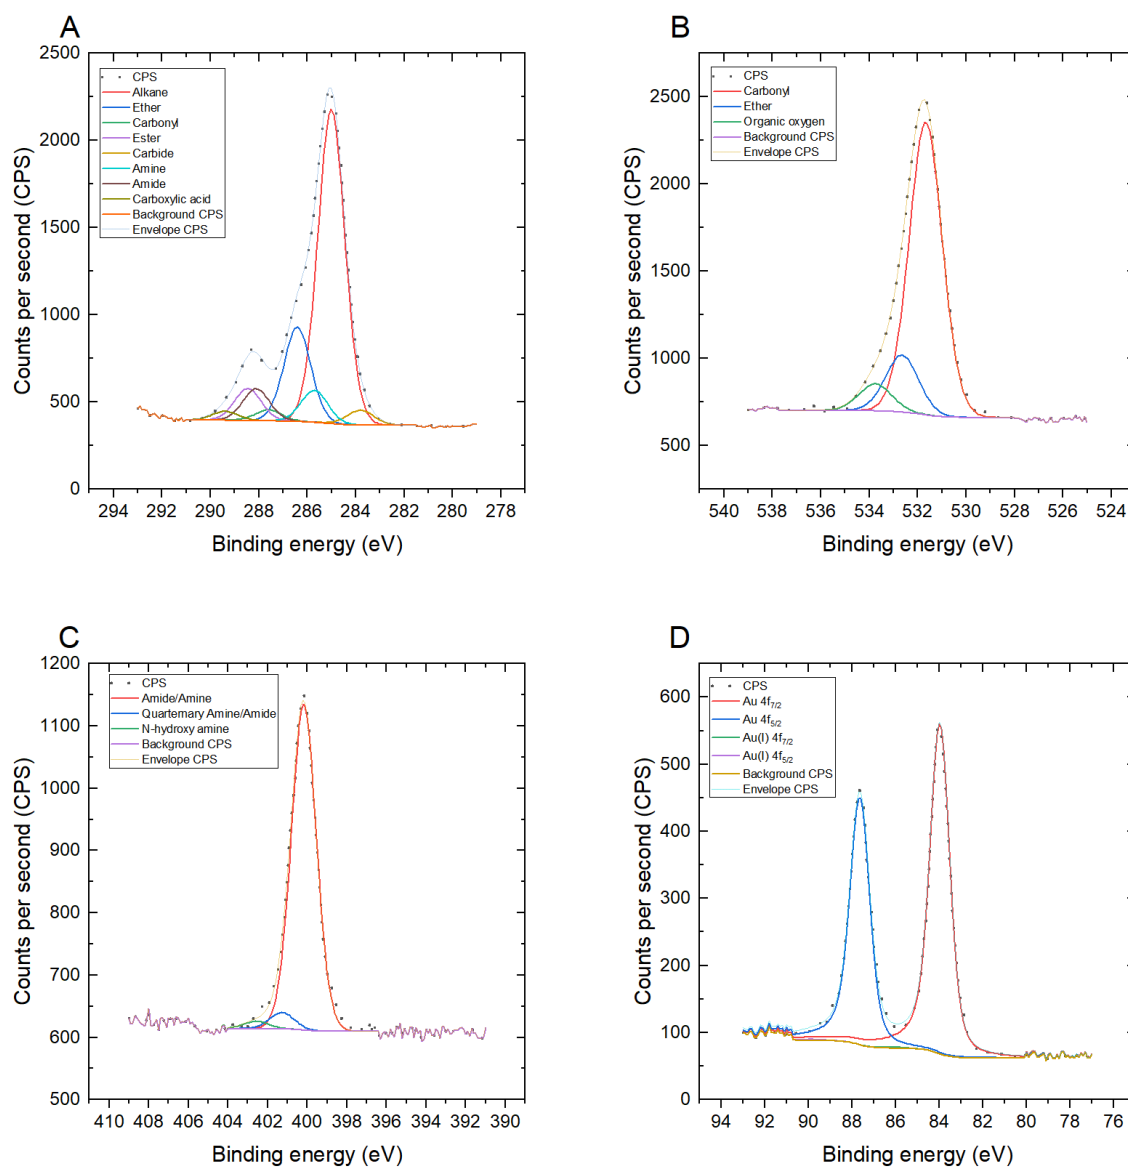 A
2500
2000
1500
1000
500
0
Counts per second (CPS)
CPS
Alkane
Ether
Carbonyl
Ester
Carbide
Amine
Amide
Carboxylic acid
Background CPS
Envelope CPS
294 292 290 288 286 284 282 280 278
Binding energy (eV)
B
2500
2000
1500
1000
500
Counts per second (CPS)
CPS
Carbonyl
Ether
Organic oxygen
Background CPS
Envelope CPS
540 538 536 534 532 530 528 526 524
Binding energy (eV)
C
1200
1100
1000
900
800
700
600
500
Counts per second (CPS)
CPS
Amide/Amine
Quarternary Amine/Amide
N-hydroxy amine
Background CPS
Envelope CPS
410 408 406 404 402 400 398 396 394 392 390
Binding energy (eV)
D
600
500
400
300
200
100
0
Counts per second (CPS)
CPS
Au 4f7/2
Au 4f5/2
Au(I) 4f7/2
Au(I) 4f5/2
Background CPS
Envelope CPS
94 92 90 88 86 84 82 80 78 76
Binding energy (eV)